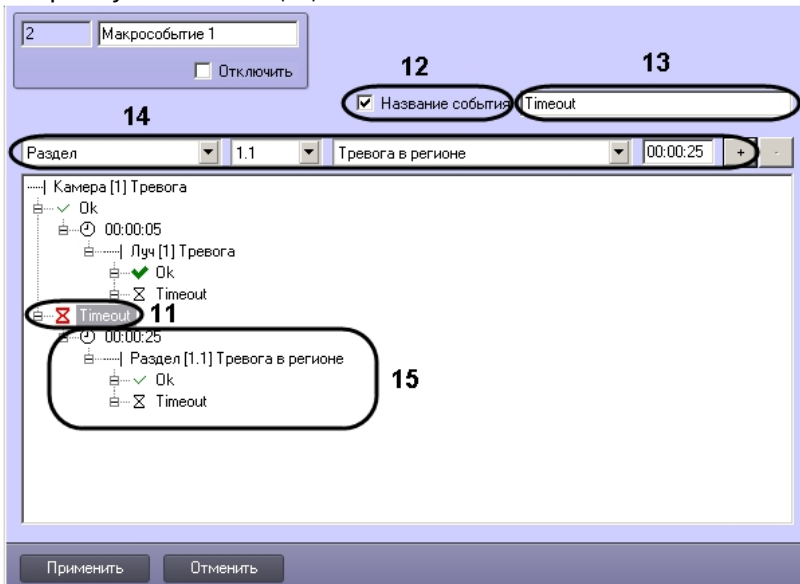 2 Макрособытие 1
Отключить
12 13
Название события Timeout
14
Раздел 1.1 Тревога в регионе 00:00:25 + -
Камера [1] Тревога
Ok
00:00:05
Луч [1] Тревога
Ok
Timeout
Timeout 11
00:00:25
Раздел [1.1] Тревога в регионе
Ok 15
Timeout
Применить Отменить